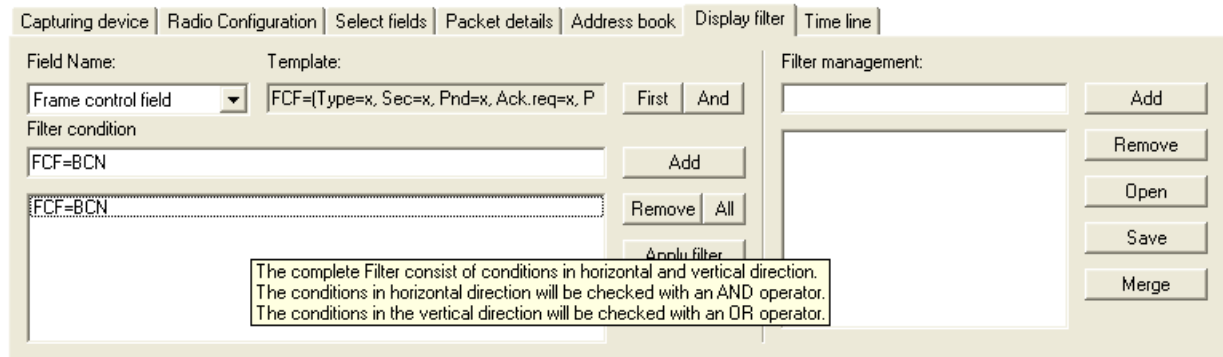 Capturing device Radio Configuration Select fields Packet details Address book Display filter Time line
Field Name: Template: Filter management:
Frame control field FCF=(Type=x, Sec=x, Pnd=x, Ack.req=x, P First And Add
Filter condition
FCF=BCN Add Remove
FCF=BCN Remove All Open
Apply filter Save
The complete Filter consist of conditions in horizontal and vertical direction.
The conditions in horizontal direction will be checked with an AND operator.
The conditions in the vertical direction will be checked with an OR operator.
Merge